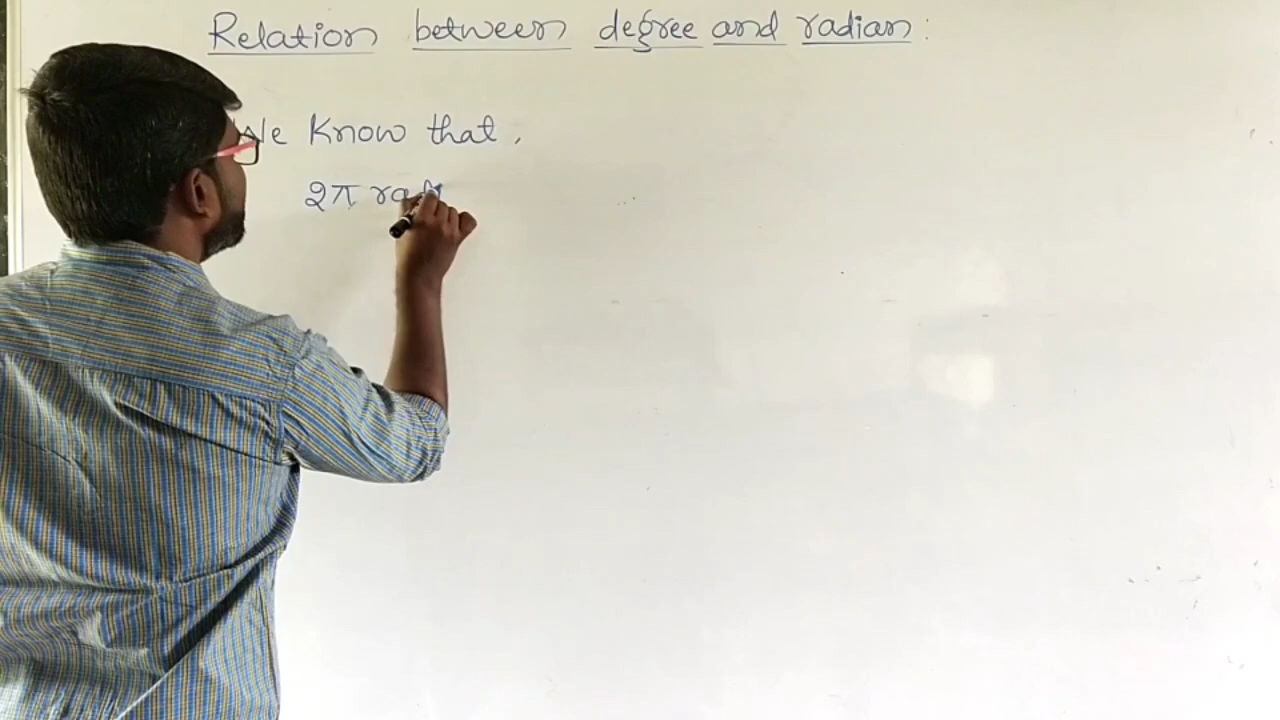 Relation between degree and radian:
We Know that,
2π rad